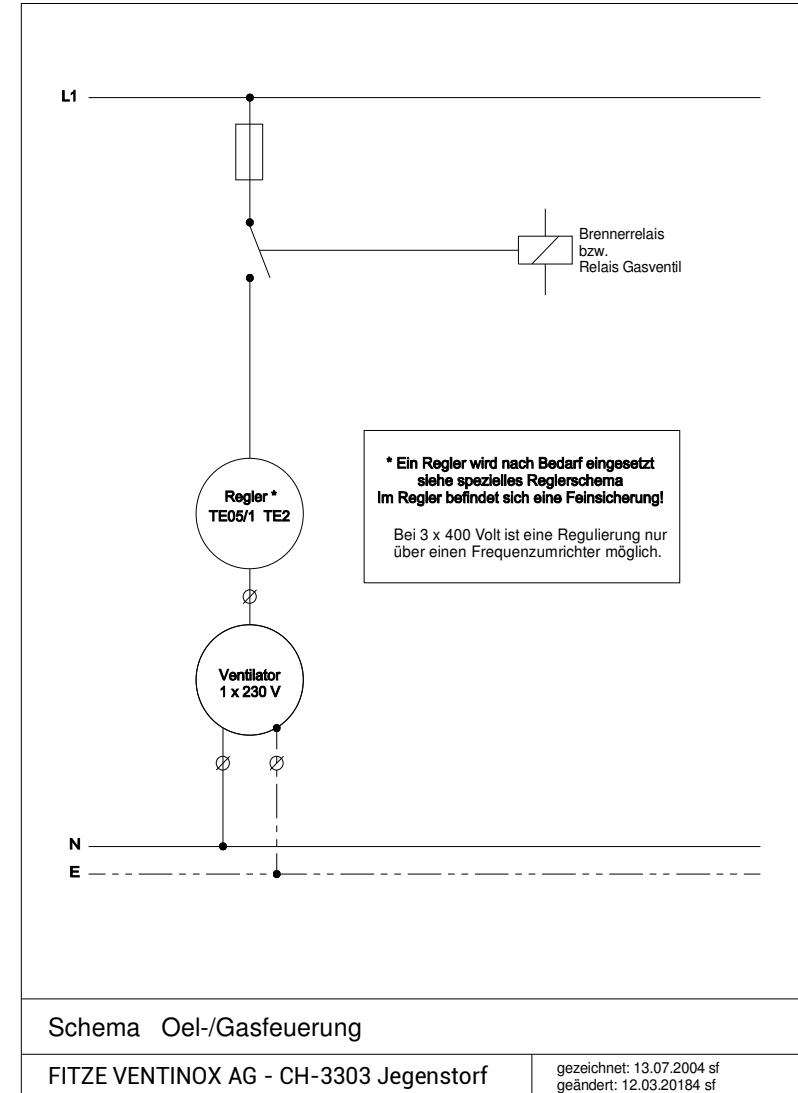 L1
Brennerrelais
bzw.
Relais Gasventil
* Ein Regler wird nach Bedarf eingesetzt
siehe spezielles Reglerschema
Im Regler befindet sich eine Feinsicherung!
Bei 3 x 400 Volt ist eine Regulierung nur
über einen Frequenzumrichter möglich.
Regler *
TE05/1 TE2
Ventilator
1 x 230 V
N
E
Schema Oel-/Gasfeuerung
FITZE VENTINOX AG - CH-3303 Jegenstorf
gezeichnet: 13.07.2004 sf
geändert: 12.03.20184 sf